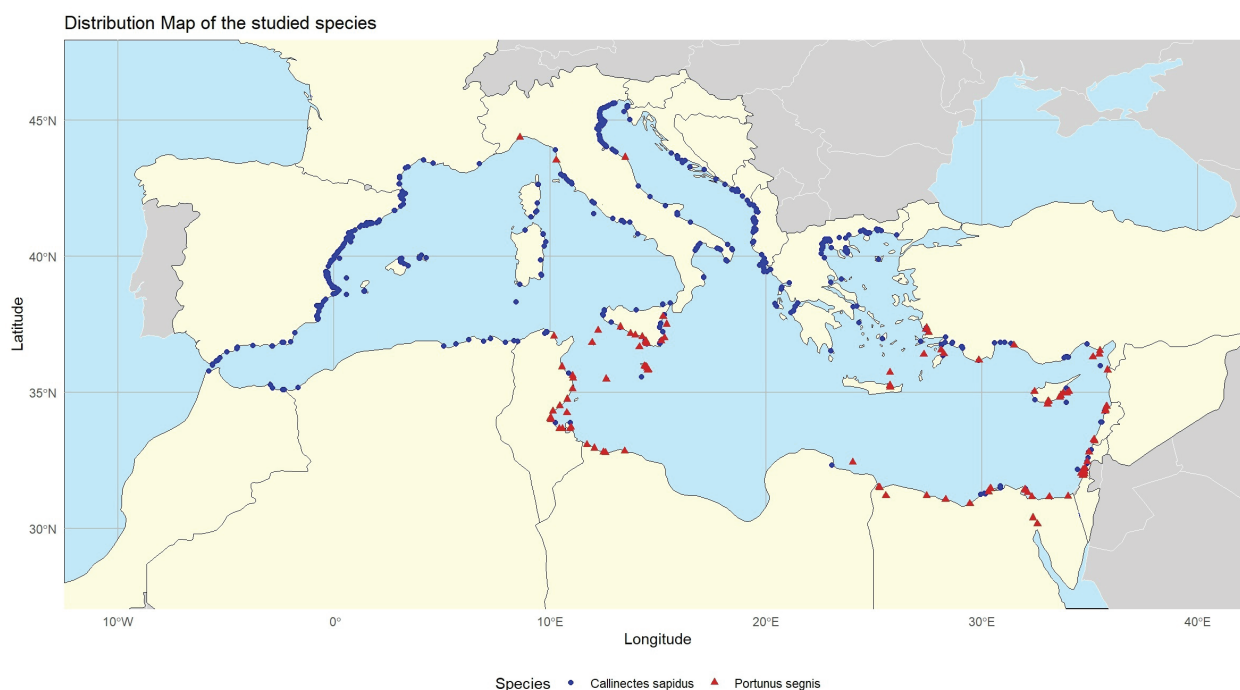 Distribution Map of the studied species
45°N
40°N
35°N
30°N
Latitude
10°W
0°
10°E
20°E
30°E
40°E
Longitude
Species
Callinectes sapidus
Portunus segnis